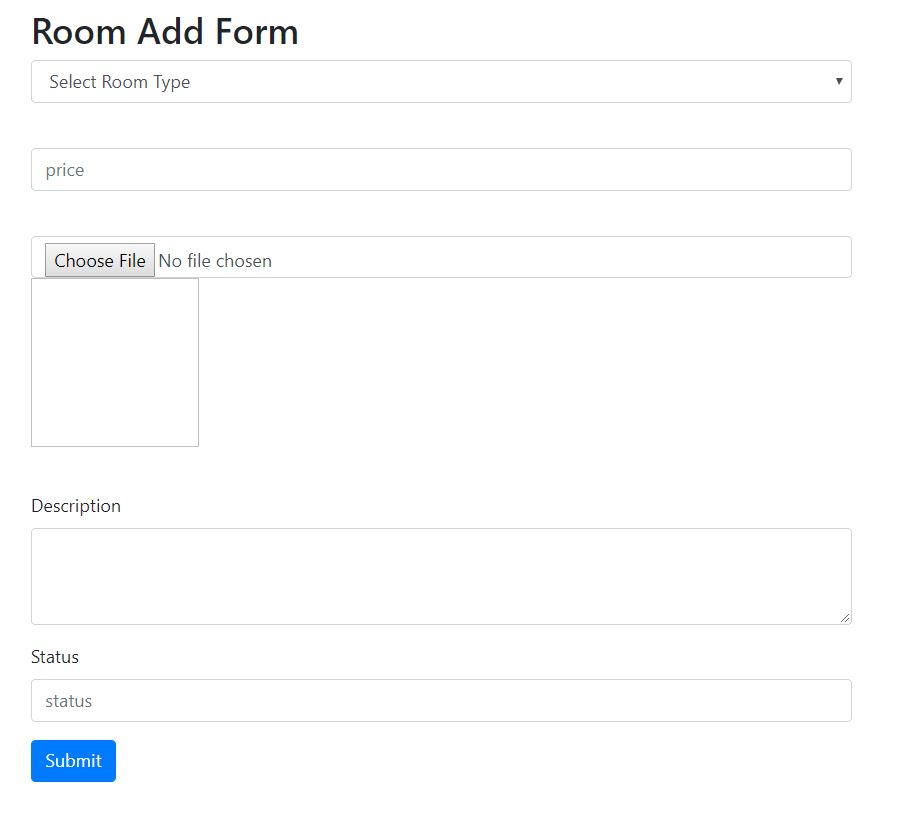 Room Add Form
Select Room Type
price
Choose File No file chosen
Description
Status
status
Submit